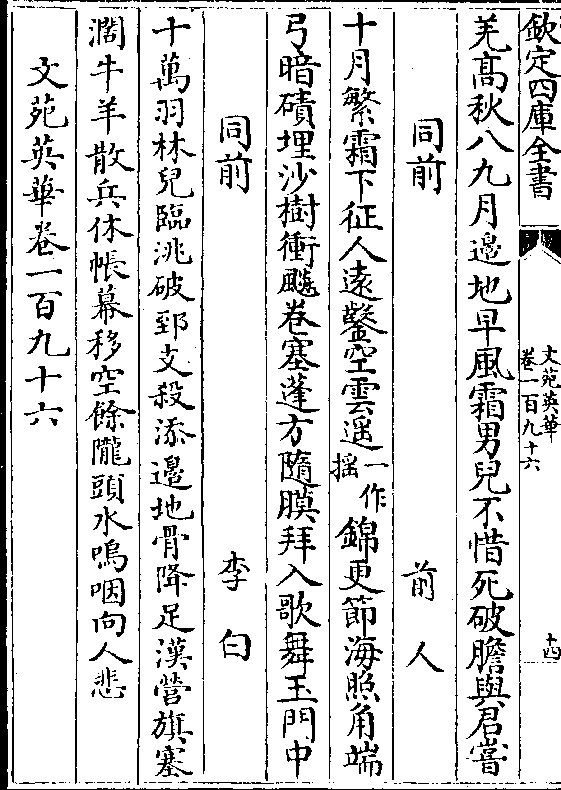 欽定四庫全書
文苑英華
卷一百九十六
十四
羌高秋八九月邊地早風霜男兒不惜死破膽與君嘗
同前 前人
十月繁霜下征人遠鑿空雲遥一作揺錦更節海照角端
弓暗磧埋沙樹衝飈卷塞蓬方隨膜拜入歌舞玉門中
同前 李白
十萬羽林兒臨洮破郅支殺添邊地骨降足漢營旗塞
濶牛羊散兵休帳幕移空餘隴頭水嗚咽向人悲
文苑英華卷一百九十六